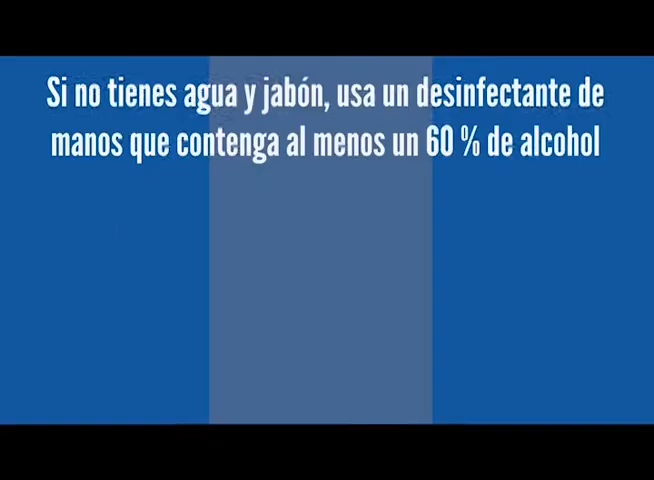 Si no tienes agua y jabón, usa un desinfectante de
manos que contenga al menos un 60 % de alcohol